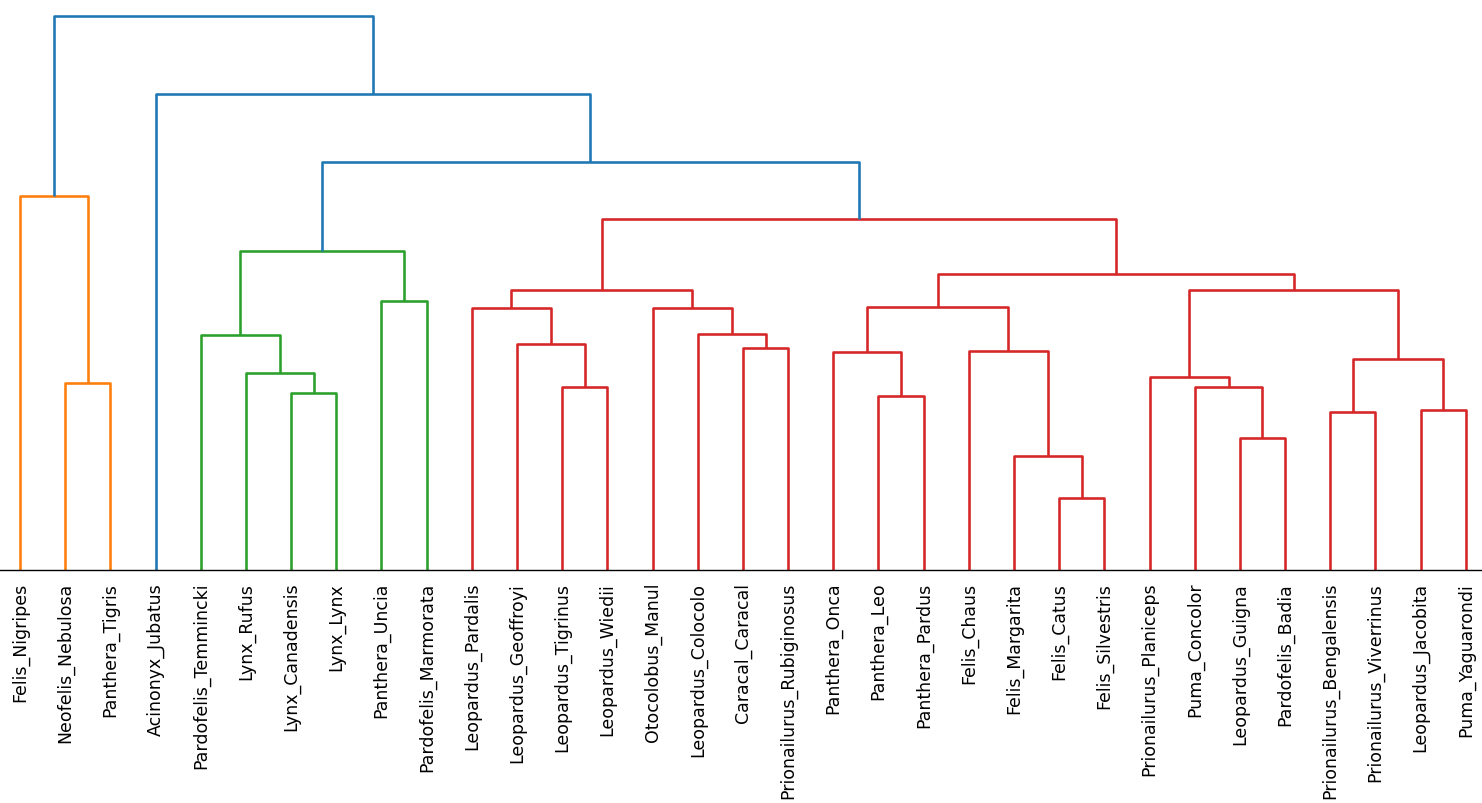 Felis_Nigripes
Neofelis_Nebulosa
Panthera_Tigris
Acinonyx_Jubatus
Pardofelis_Temmincki
Lynx_Rufus
Lynx_Canadensis
Lynx_Lynx
Panthera_Uncia
Pardofelis_Marmorata
Leopardus_Pardalis
Leopardus_Geoffroyi
Leopardus_Tigrinus
Leopardus_Wiedii
Otocolobus_Manul
Leopardus_Colocolo
Caracal_Caracal
Prionailurus_Rubiginosus
Panthera_Onca
Panthera_Leo
Panthera_Pardus
Felis_Chaus
Felis_Margarita
Felis_Catus
Felis_Silvestris
Prionailurus_Planiceps
Puma_Concolor
Leopardus_Guigna
Pardofelis_Badia
Prionailurus_Bengalensis
Prionailurus_Viverrinus
Leopardus_Jacobita
Puma_Yaguarondi